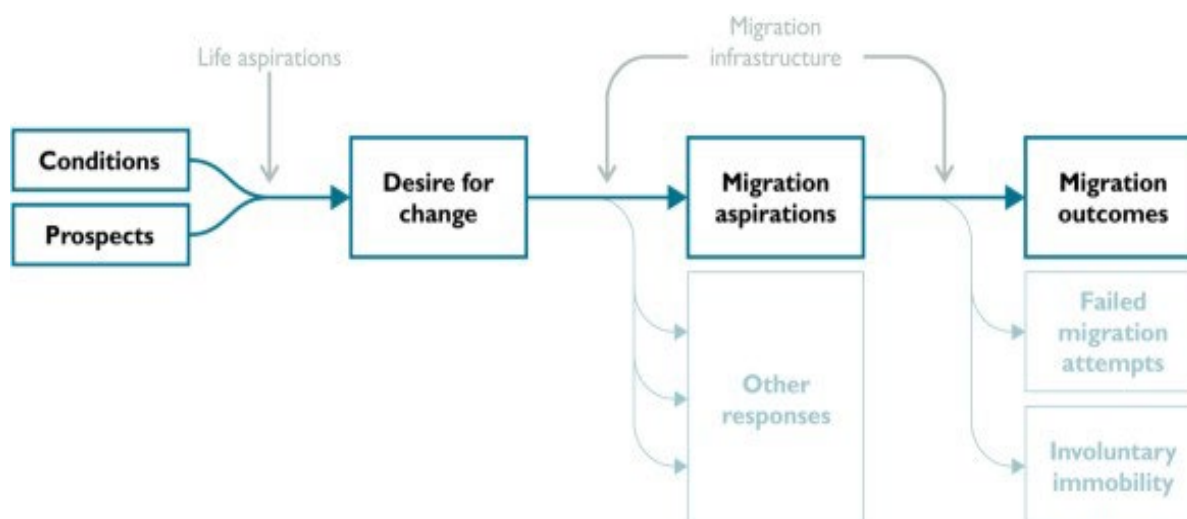 Life aspirations
Migration
infrastructure
Conditions
Prospects
Desire for
change
Migration
aspirations
Migration
outcomes
Other
responses
Failed
migration
attempts
Involuntary
immobility